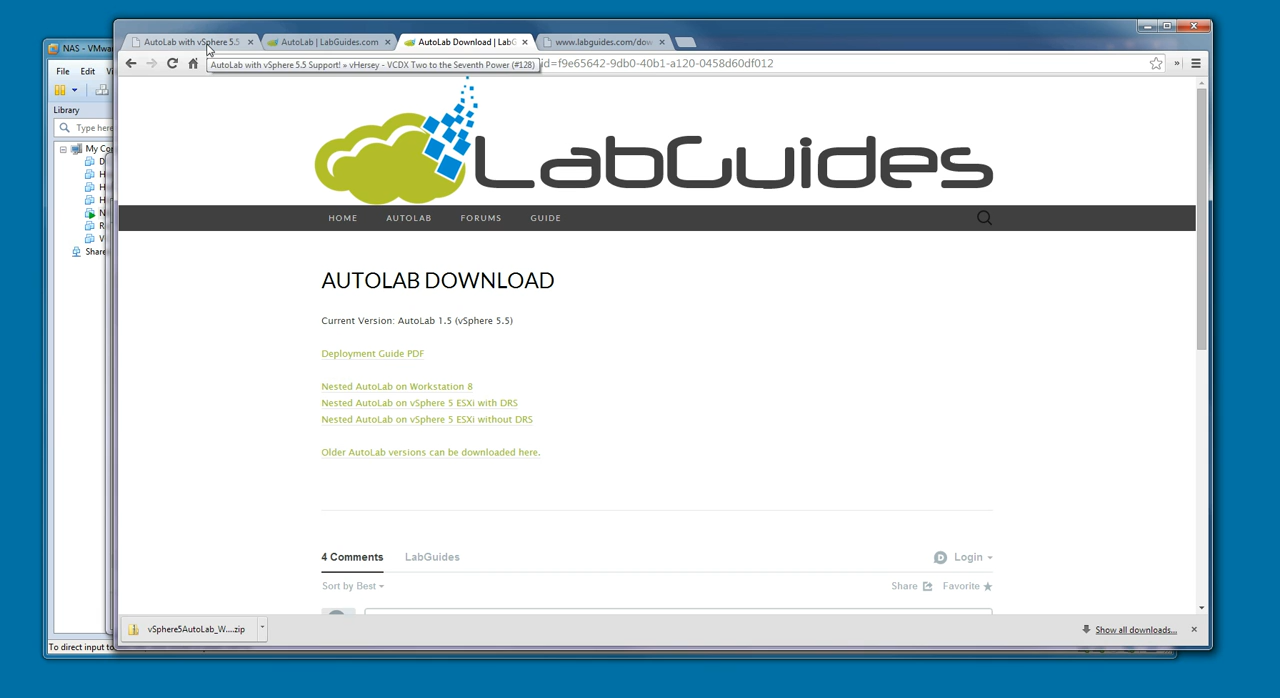 NAS - VMwa
File Edit Vi
Library
Type here
My Co
D
H
H
H
N
R
V
Share
To direct input to
AutoLab with vSphere 5.5
AutoLab | LabGuides.com
AutoLab Download | LabG
www.labguides.com/dow
AutoLab with vSphere 5.5 Support! » vHersey - VCDX Two to the Seventh Power (#128)
id=f9e65642-9db0-40b1-a120-0458d60df012
LabGuides
HOME AUTOLAB FORUMS GUIDE
AUTOLAB DOWNLOAD
Current Version: AutoLab 1.5 (vSphere 5.5)
Deployment Guide PDF
Nested AutoLab on Workstation 8
Nested AutoLab on vSphere 5 ESXi with DRS
Nested AutoLab on vSphere 5 ESXi without DRS
Older AutoLab versions can be downloaded here.
4 Comments LabGuides Login
Sort by Best Share Favorite
vSphere5AutoLab_W....zip
Show all downloads...